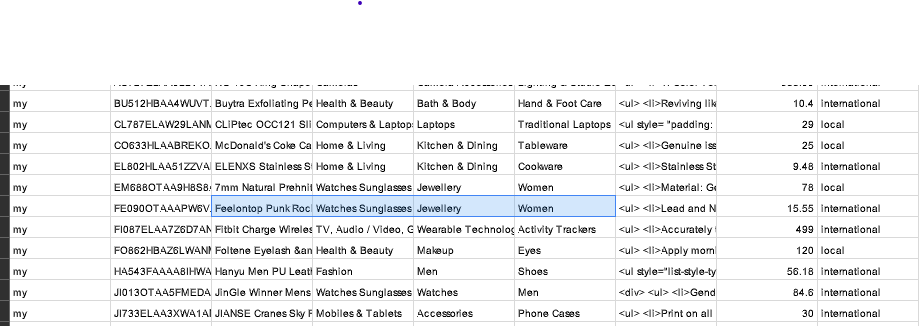 my BU512HBAA4WUVT. Buytra Exfoliating Pe Health & Beauty Bath & Body Hand & Foot Care <ul> <li>Reviving lik 10.4 international
my CL787ELAW29LANM CLiPtec OCC121 Sli Computers & Laptops Laptops Traditional Laptops <ul style= "padding: 29 local
my CO633HLAABREKO. McDonald's Cake Ca Home & Living Kitchen & Dining Tableware <ul> <li>Genuine iss 25 local
my EL802HLAA51ZZVA ELENXS Stainless S Home & Living Kitchen & Dining Cookware <ul> <li>Stainless St 9.48 international
my EM688OTAA9H8S8. 7mm Natural Prehnit Watches Sunglasses Jewellery Women <ul> <li>Material: Ge 78 local
my FE090OTAAAPW6V. Feelontop Punk Roc Watches Sunglasses Jewellery Women <ul> <li>Lead and N 15.55 international
my FI087ELAA7Z6D7AN Fitbit Charge Wireles TV, Audio / Video, G Wearable Technolog Activity Trackers <ul> <li>Accurately 499 international
my FO862HBAZ6LWANM Foltene Eyelash &am Health & Beauty Makeup Eyes <ul> <li>Apply morn 120 local
my HA543FAAAA8IHWA Hanyu Men PU Leat Fashion Men Shoes <ul style="list-style-ty 56.18 international
my JI013OTAA5FMEDA JinGle Winner Mens Watches Sunglasses Watches Men <div> <ul> <li>Gend 84.6 international
my JI733ELAA3XWA1AI JIANSE Cranes Sky F Mobiles & Tablets Accessories Phone Cases <ul> <li>Print on all 30 international